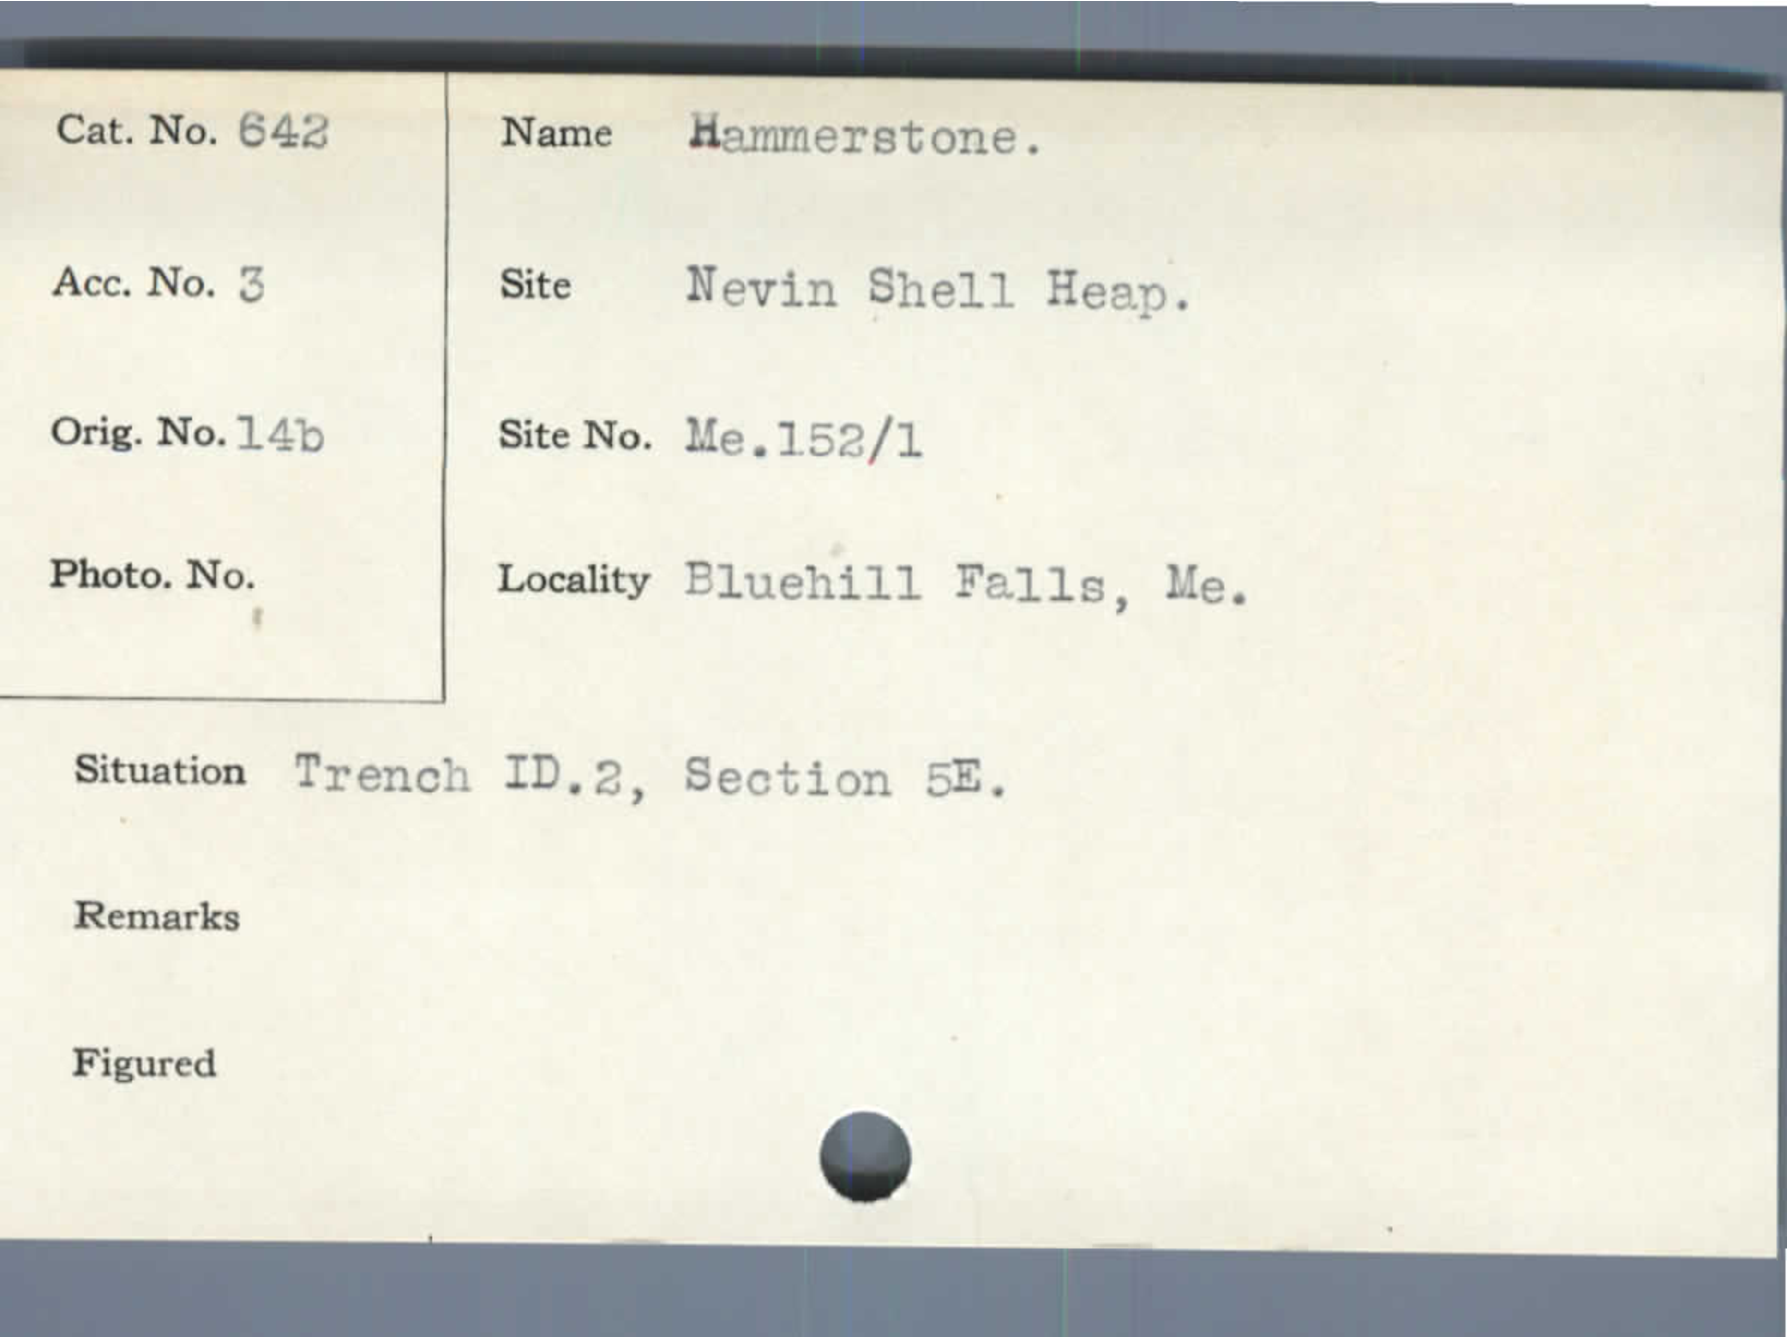 Cat. No. 642
Name Hammerstone.
Acc. No. 3
Site Nevin Shell Heap.
Orig. No. 14b
Site No. Me.152/1
Photo. No.
Locality Bluehill Falls, Me.
Situation Trench ID.2, Section 5E.
Remarks
Figured